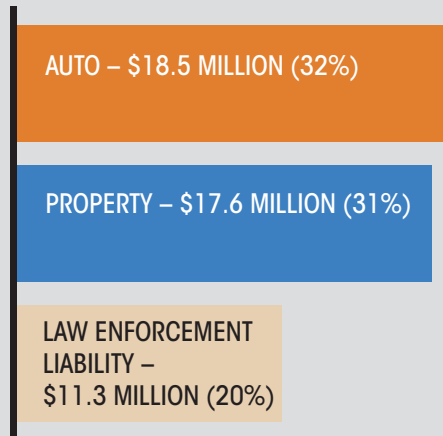 AUTO – $18.5 MILLION (32%)
PROPERTY – $17.6 MILLION (31%)
LAW ENFORCEMENT
LIABILITY –
$11.3 MILLION (20%)